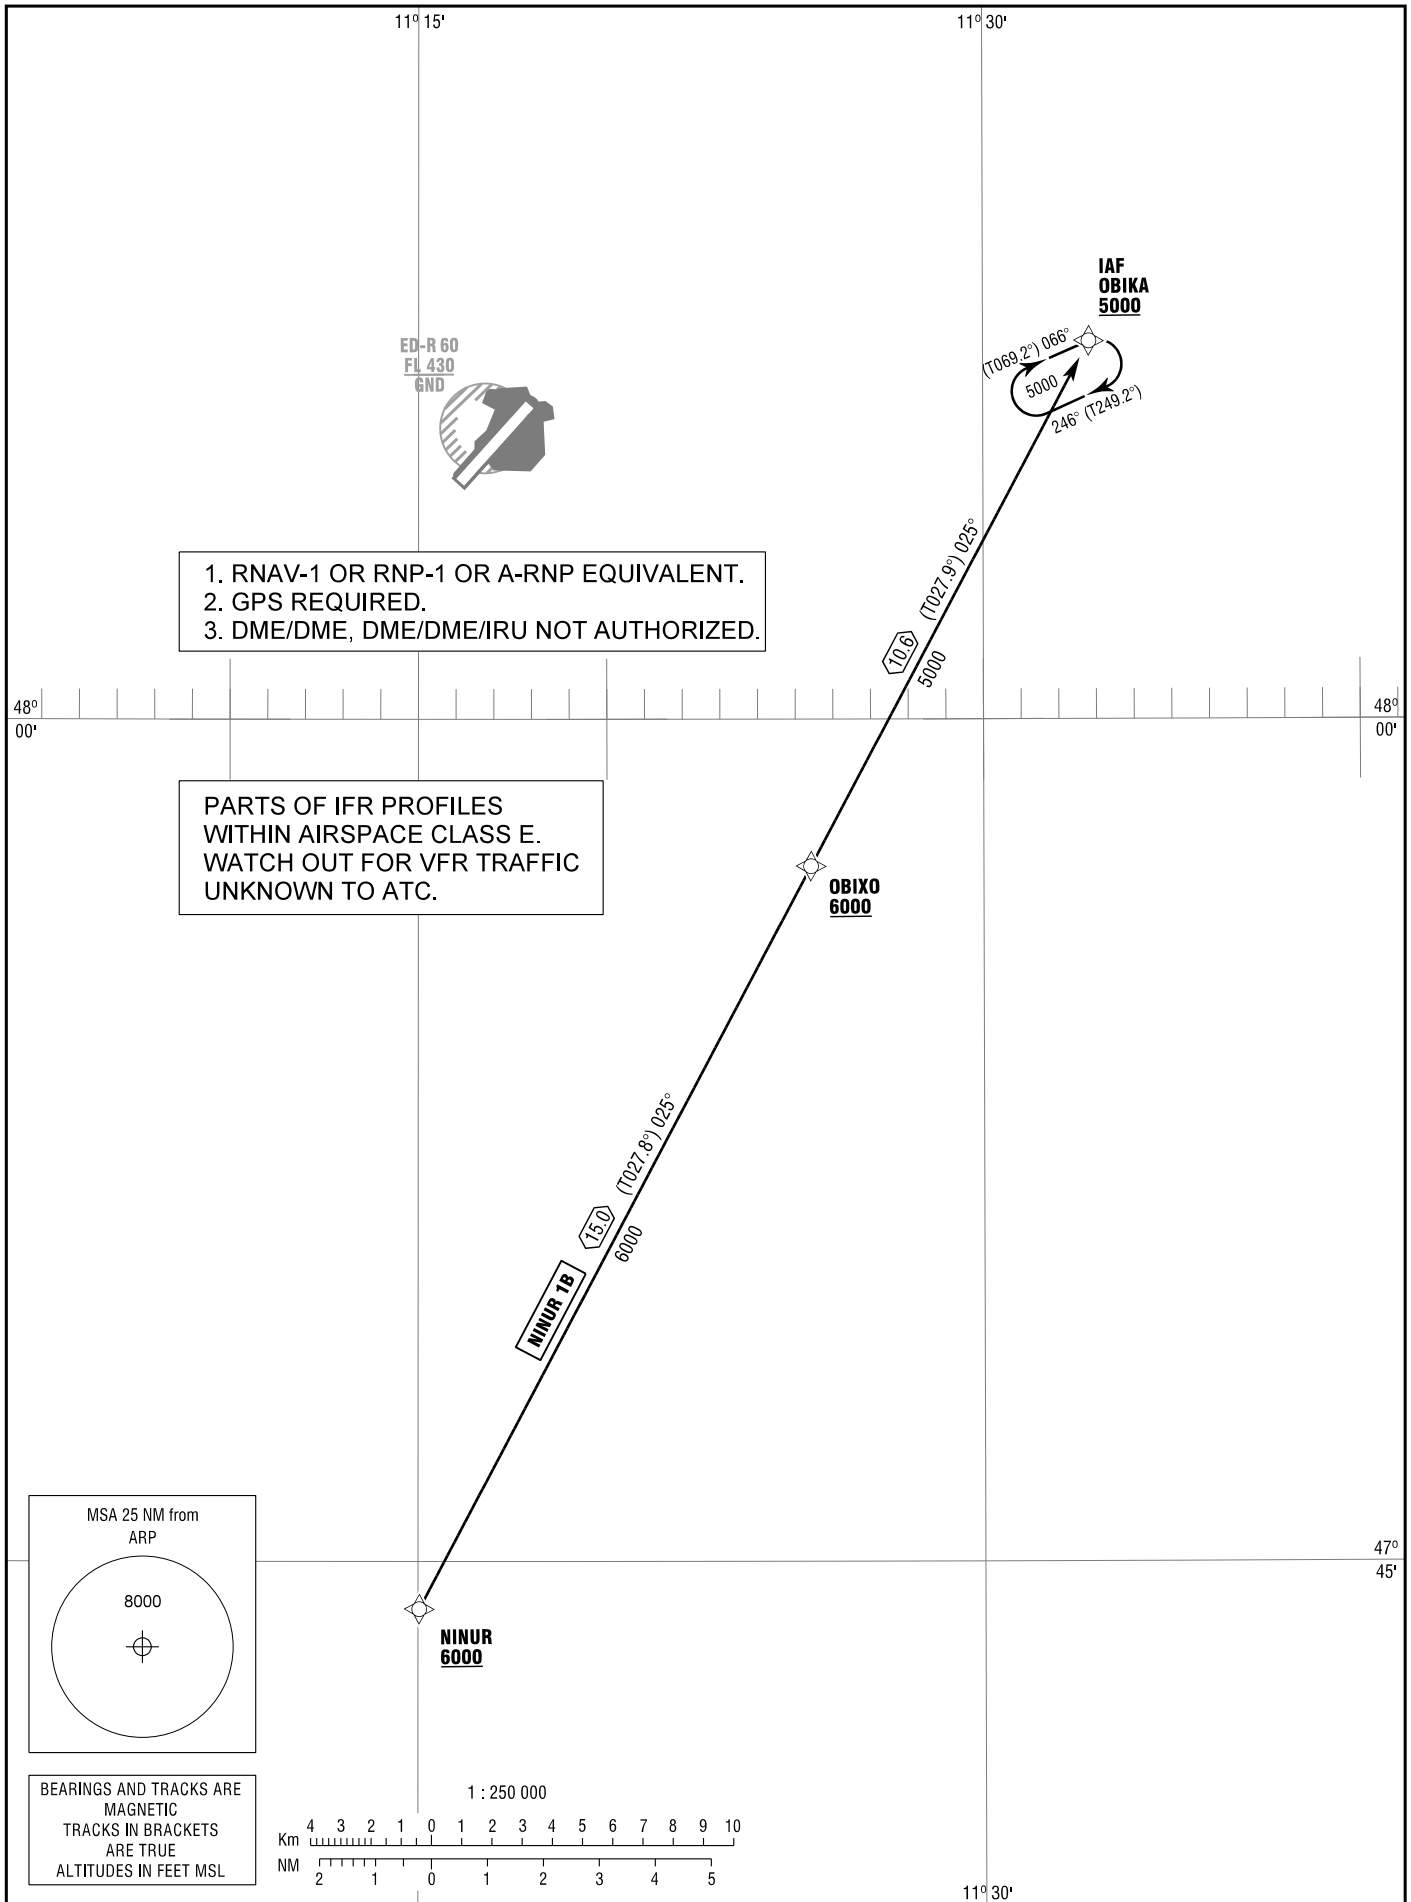 11º 15'
11º 30'
IAF
OBIKA
5000
ED-R 60
FL 430
GND
(T069.2°) 066°
5000
246° (T249.2°)
(T027.9°) 025°
10.6
5000
1. RNAV-1 OR RNP-1 OR A-RNP EQUIVALENT.
2. GPS REQUIRED.
3. DME/DME, DME/DME/IRU NOT AUTHORIZED.
48º
00'
48º
00'
PARTS OF IFR PROFILES
WITHIN AIRSPACE CLASS E.
WATCH OUT FOR VFR TRAFFIC
UNKNOWN TO ATC.
OBIXO
6000
(T027.8°) 025°
15.0
6000
NINUR 1B
MSA 25 NM from
ARP
8000
47º
45'
NINUR
6000
BEARINGS AND TRACKS ARE
MAGNETIC
TRACKS IN BRACKETS
ARE TRUE
ALTITUDES IN FEET MSL
1 : 250 000
Km 4 3 2 1 0 1 2 3 4 5 6 7 8 9 10
NM 2 1 0 1 2 3 4 5
11º 30'